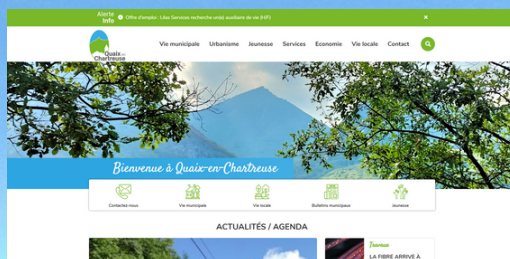 Alerte
Info
Offre d'emploi : Lilas Services recherche un(e) auxiliaire de vie (H/F)
Quaix-en-
Chartreuse
Vie municipale Urbanisme Jeunesse Services Economie Vie locale Contact
Bienvenue à Quaix-en-Chartreuse
Contactez-nous Vie municipale Vie locale Bulletins municipaux Jeunesse
ACTUALITÉS / AGENDA
Travaux
LA FIBRE ARRIVE À